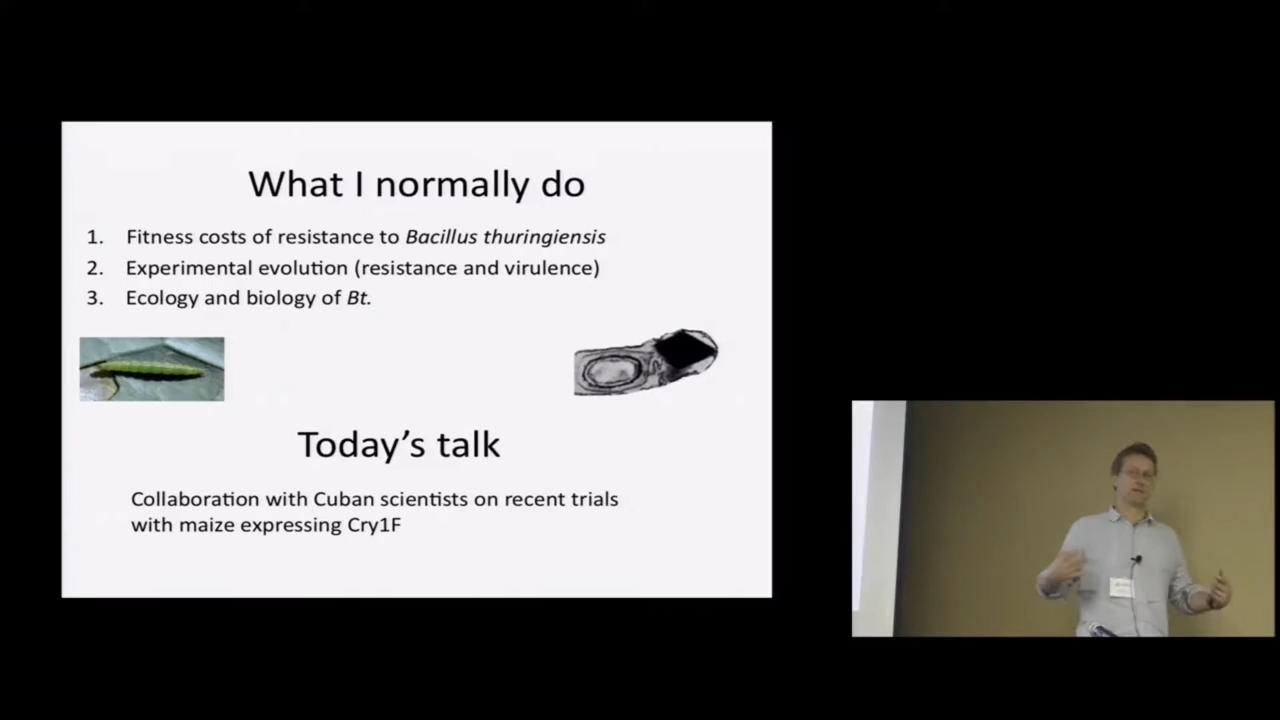 What I normally do
1. Fitness costs of resistance to Bacillus thuringiensis
2. Experimental evolution (resistance and virulence)
3. Ecology and biology of Bt.
Today's talk
Collaboration with Cuban scientists on recent trials
with maize expressing Cry1F